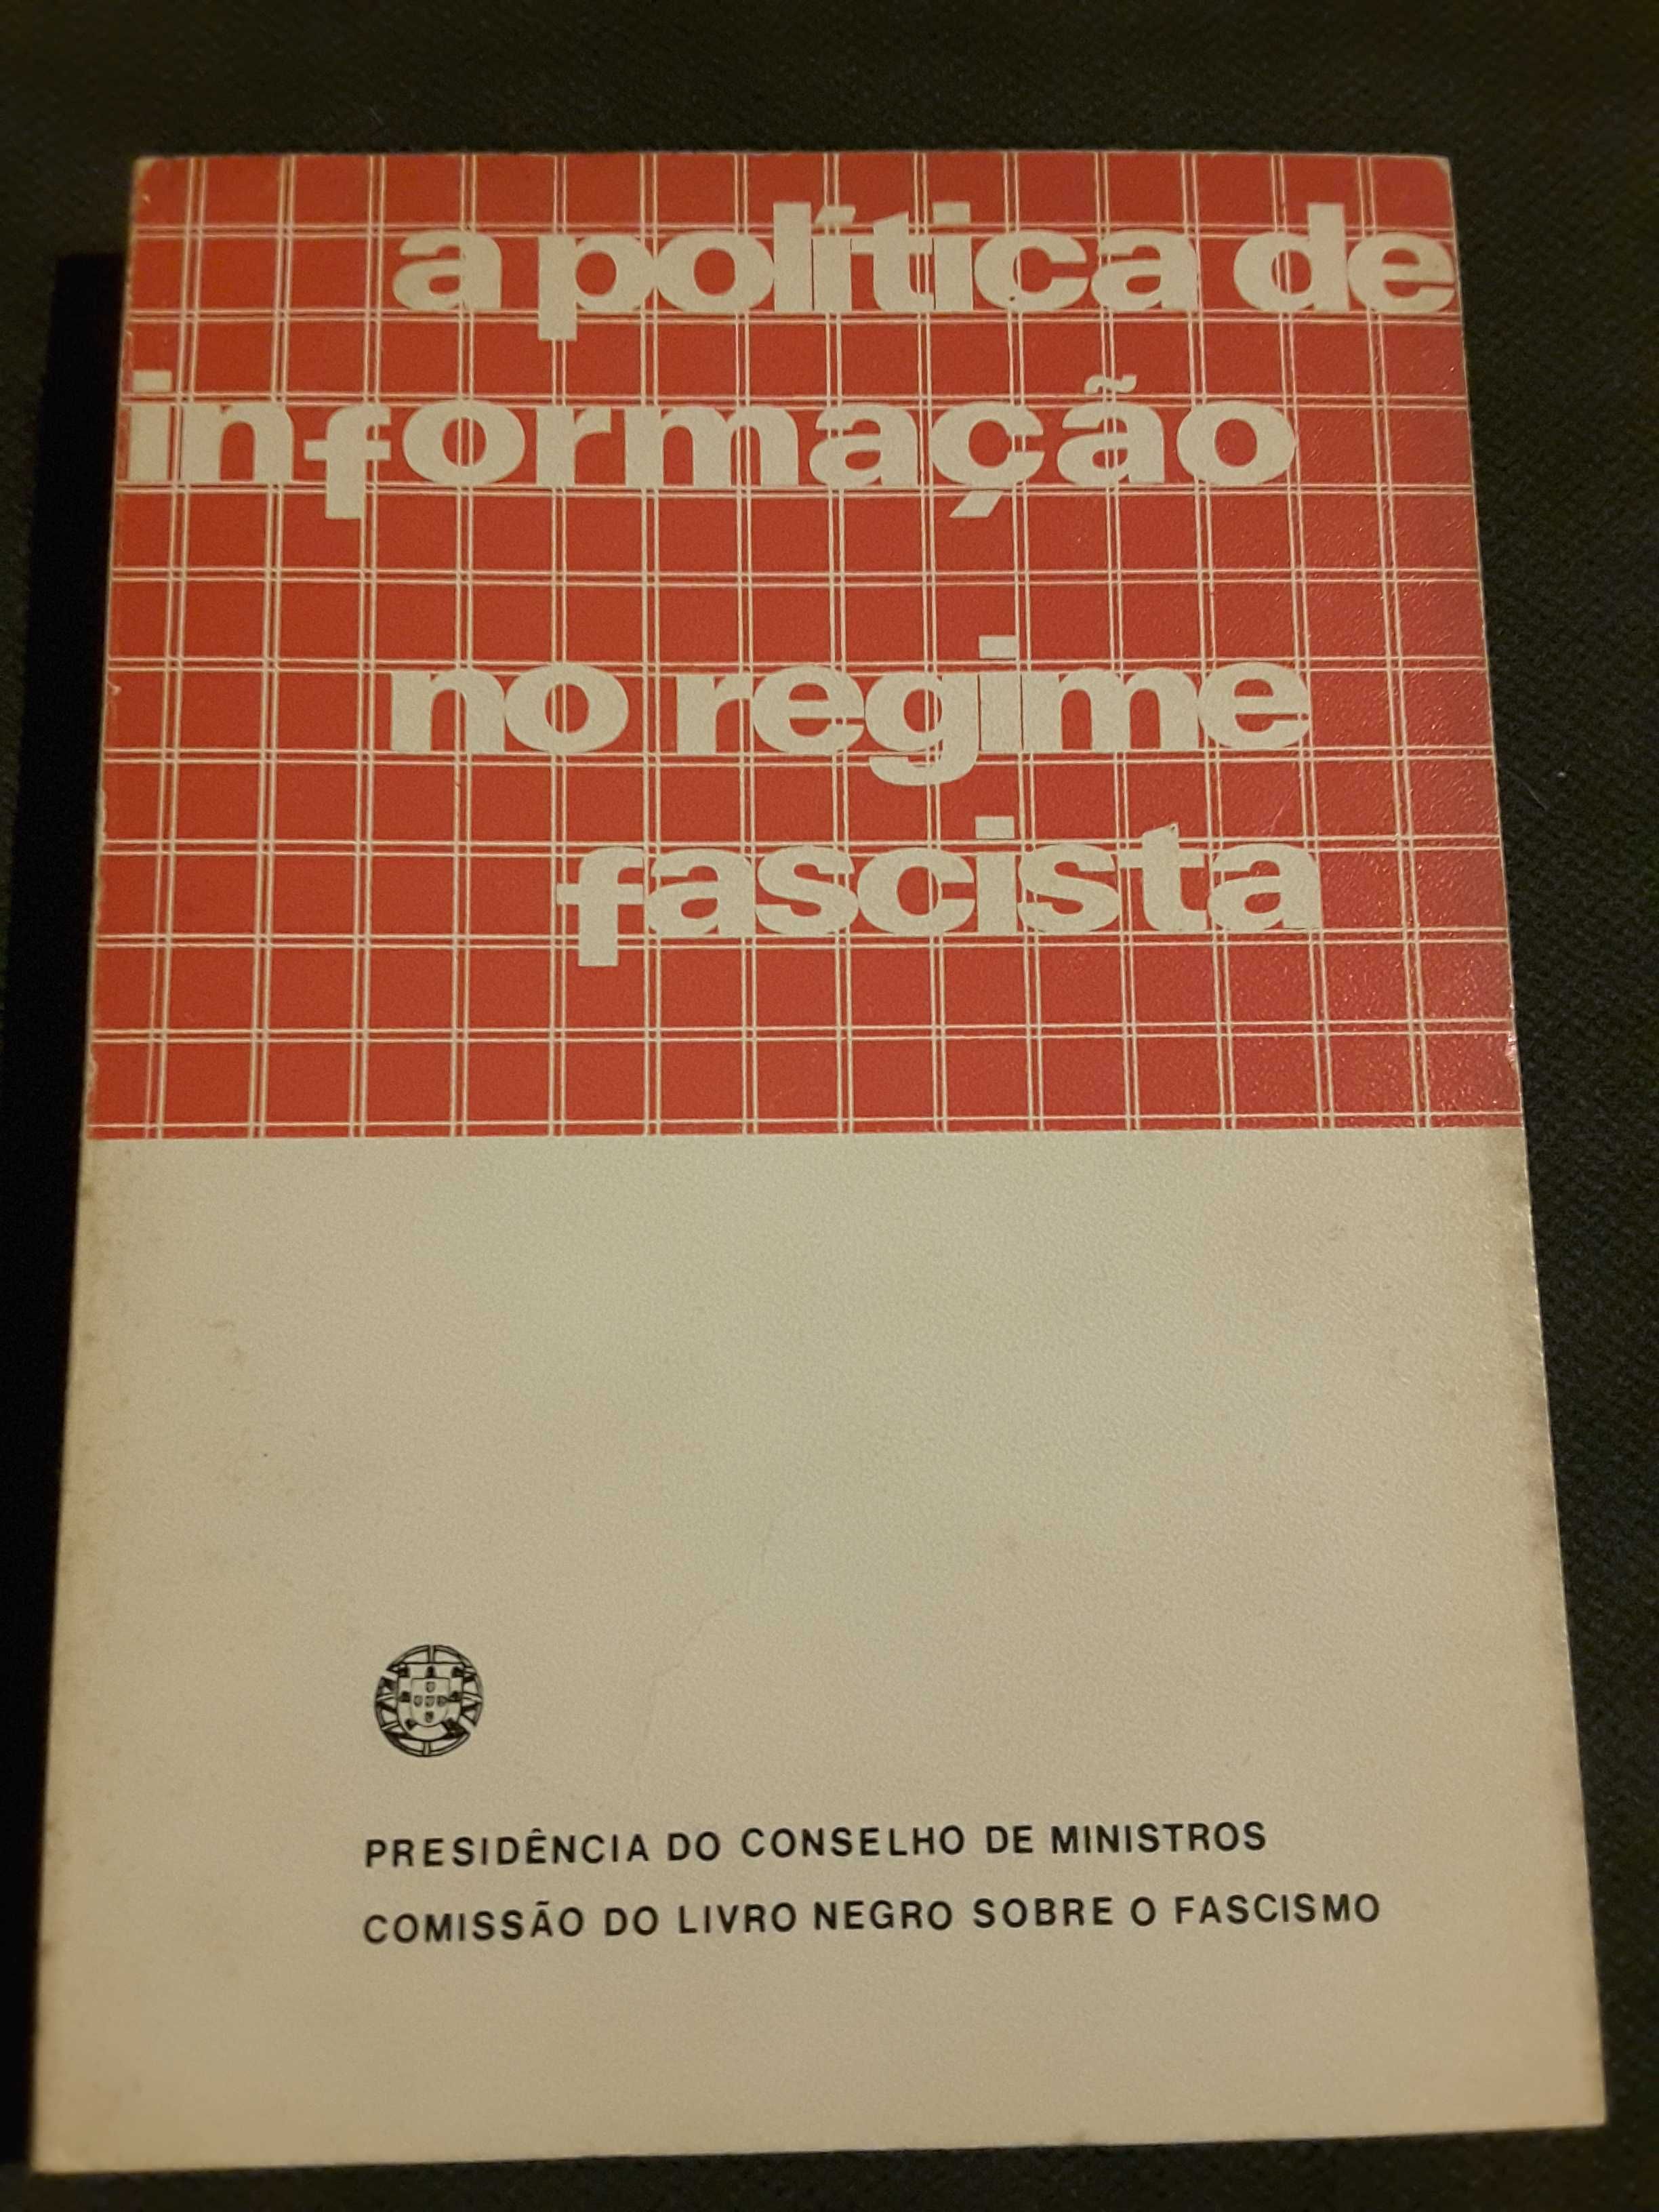 a política de
informação
no regime
fascista
PRESIDÊNCIA DO CONSELHO DE MINISTROS
COMISSÃO DO LIVRO NEGRO SOBRE O FASCISMO